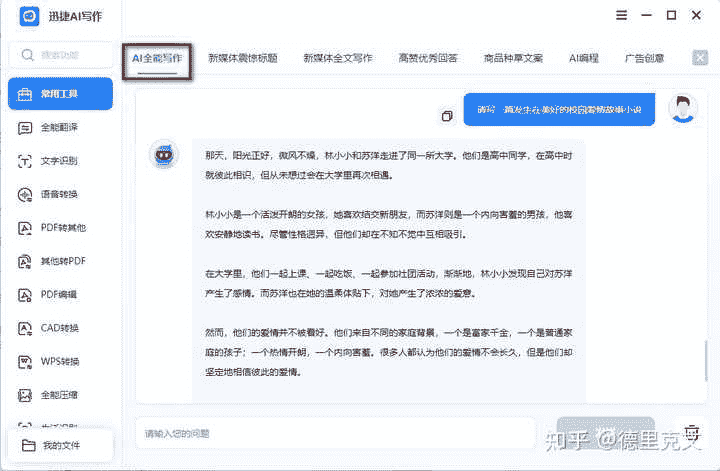 迅捷AI写作
搜索功能
AI全能写作
新媒体震惊标题
新媒体全文写作
高赞优秀回答
商品种草文案
AI编程
广告创意
常用工具
全能翻译
文字识别
语音转换
PDF转其他
其他转PDF
PDF编辑
CAD转换
WPS转换
全能压缩
我的文件
请写一篇发生在美好的校园爱情故事小说
那天，阳光正好，微风不燥，林小小和苏洋走进了同一所大学。他们是高中同学，在高中时
就彼此相识，但从未想过会在大学里再次相遇。
林小小是一个活泼开朗的女孩，她喜欢结交新朋友，而苏洋则是一个内向害羞的男孩，他喜
欢安静地读书。尽管性格迥异，但他们却在不知不觉中互相吸引。
在大学里，他们一起上课、一起吃饭、一起参加社团活动，渐渐地，林小小发现自己对苏洋
产生了感情。而苏洋也在她的温柔体贴下，对她产生了浓浓的爱意。
然而，他们的爱情并不被看好。他们来自不同的家庭背景，一个是富家千金，一个是普通家
庭的孩子；一个热情开朗，一个内向害羞。很多人都认为他们的爱情不会长久，但是他们却
坚定地相信彼此的爱情。
请输入您的问题
知乎 @德里克文